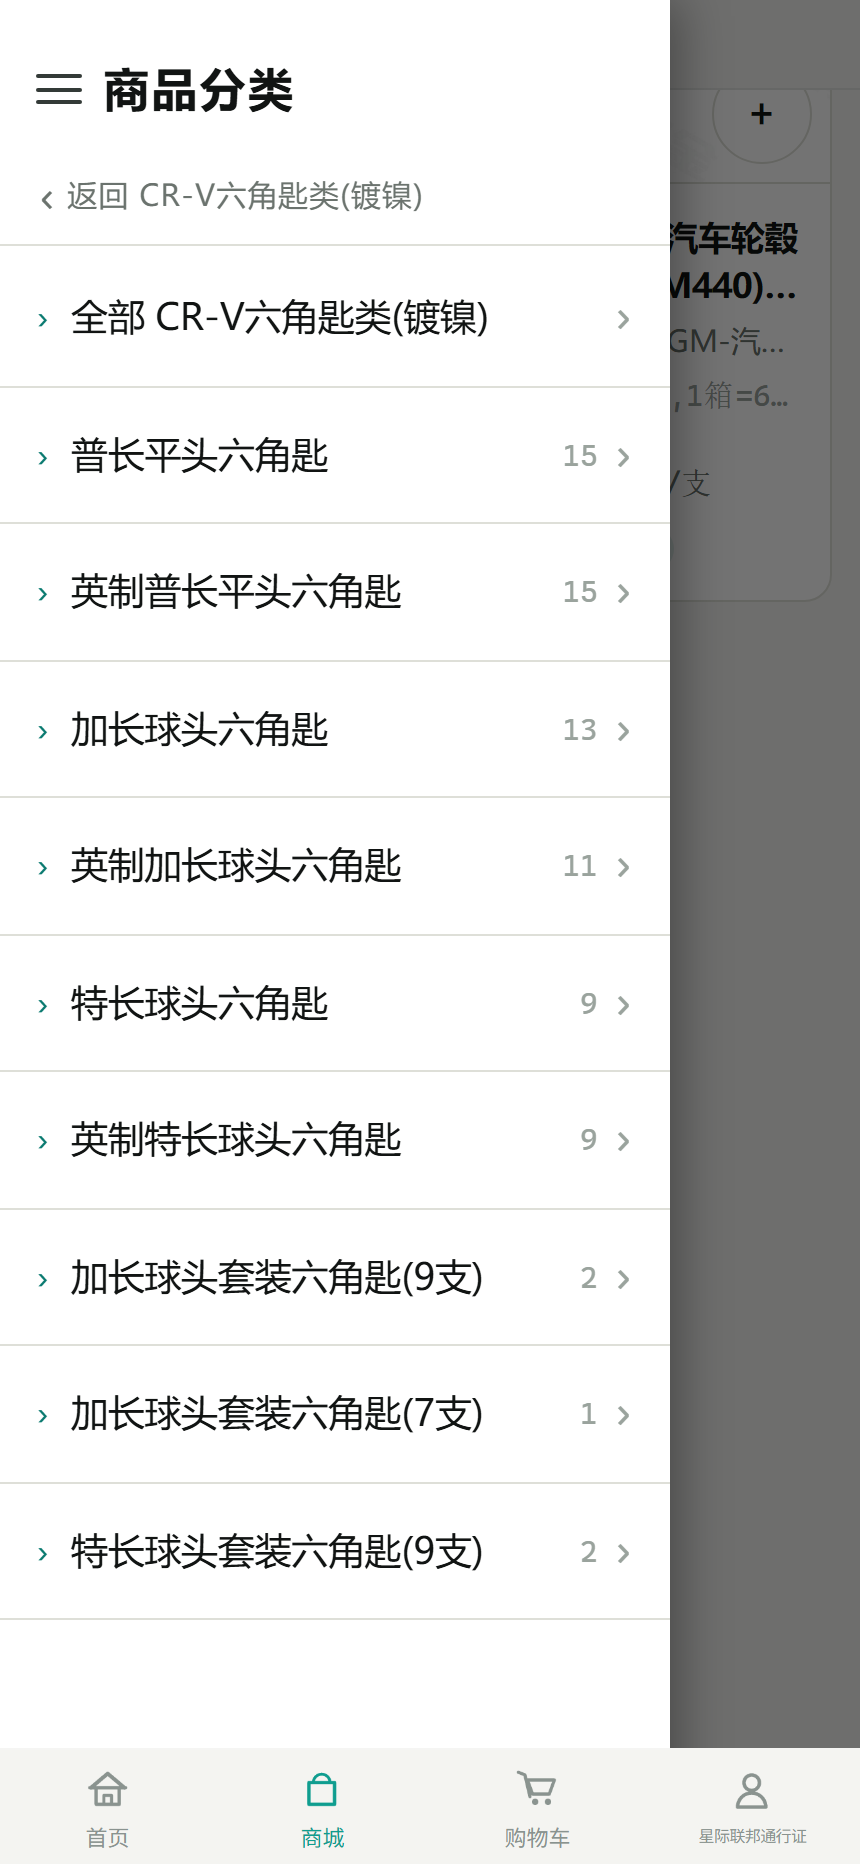 商品分类
‹ 返回 CR-V六角匙类(镀镍)
› 全部 CR-V六角匙类(镀镍) ›
› 普长平头六角匙 15 ›
› 英制普长平头六角匙 15 ›
› 加长球头六角匙 13 ›
› 英制加长球头六角匙 11 ›
› 特长球头六角匙 9 ›
› 英制特长球头六角匙 9 ›
› 加长球头套装六角匙(9支) 2 ›
› 加长球头套装六角匙(7支) 1 ›
› 特长球头套装六角匙(9支) 2 ›
+
汽车轮毂
M440)...
GM-汽...
,1箱=6...
/支
首页
商城
购物车
星际联邦通行证